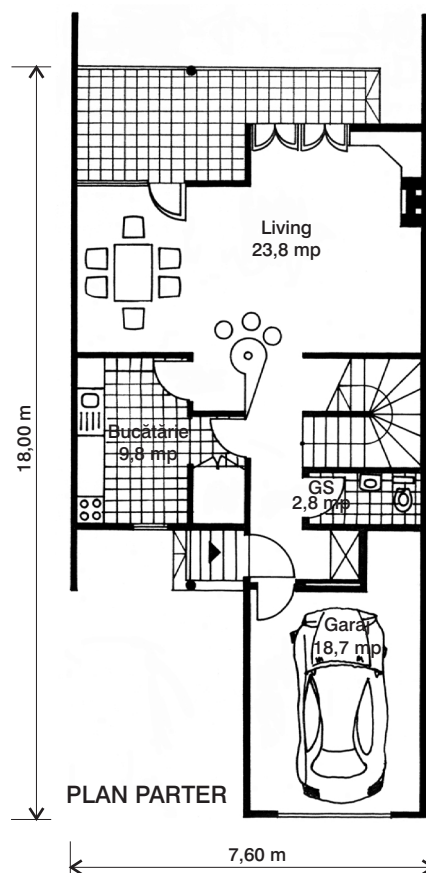 Living
23,8 mp
Bucătărie
9,8 mp
18,00 m
GS
2,8 mp
Garaj
18,7 mp
PLAN PARTER
7,60 m